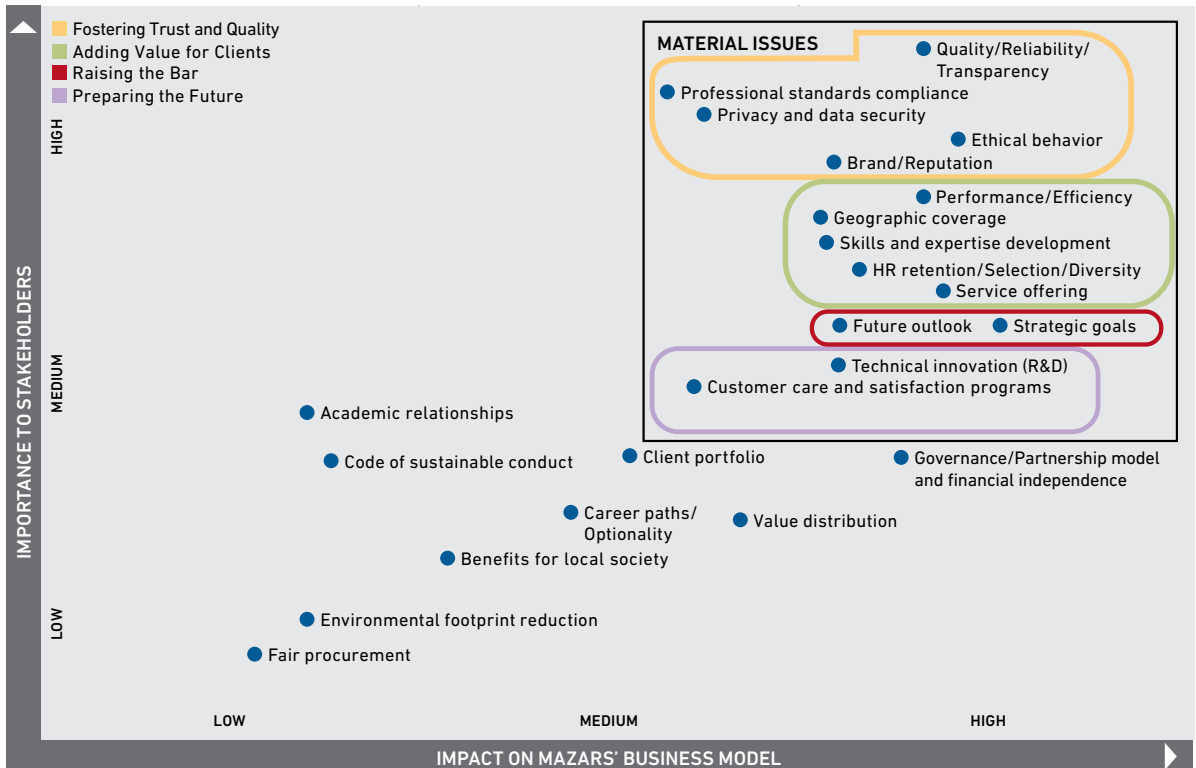 Fostering Trust and Quality
Adding Value for Clients
Raising the Bar
Preparing the Future
MATERIAL ISSUES
Quality/Reliability/
Transparency
Professional standards compliance
Privacy and data security
Ethical behavior
Brand/Reputation
Performance/Efficiency
Geographic coverage
Skills and expertise development
HR retention/Selection/Diversity
Service offering
Future outlook
Strategic goals
Technical innovation (R&D)
Customer care and satisfaction programs
Academic relationships
Code of sustainable conduct
Client portfolio
Governance/Partnership model
and financial independence
Career paths/
Optionality
Value distribution
Benefits for local society
Environmental footprint reduction
Fair procurement
HIGH
MEDIUM
LOW
IMPORTANCE TO STAKEHOLDERS
LOW
MEDIUM
HIGH
IMPACT ON MAZARS' BUSINESS MODEL